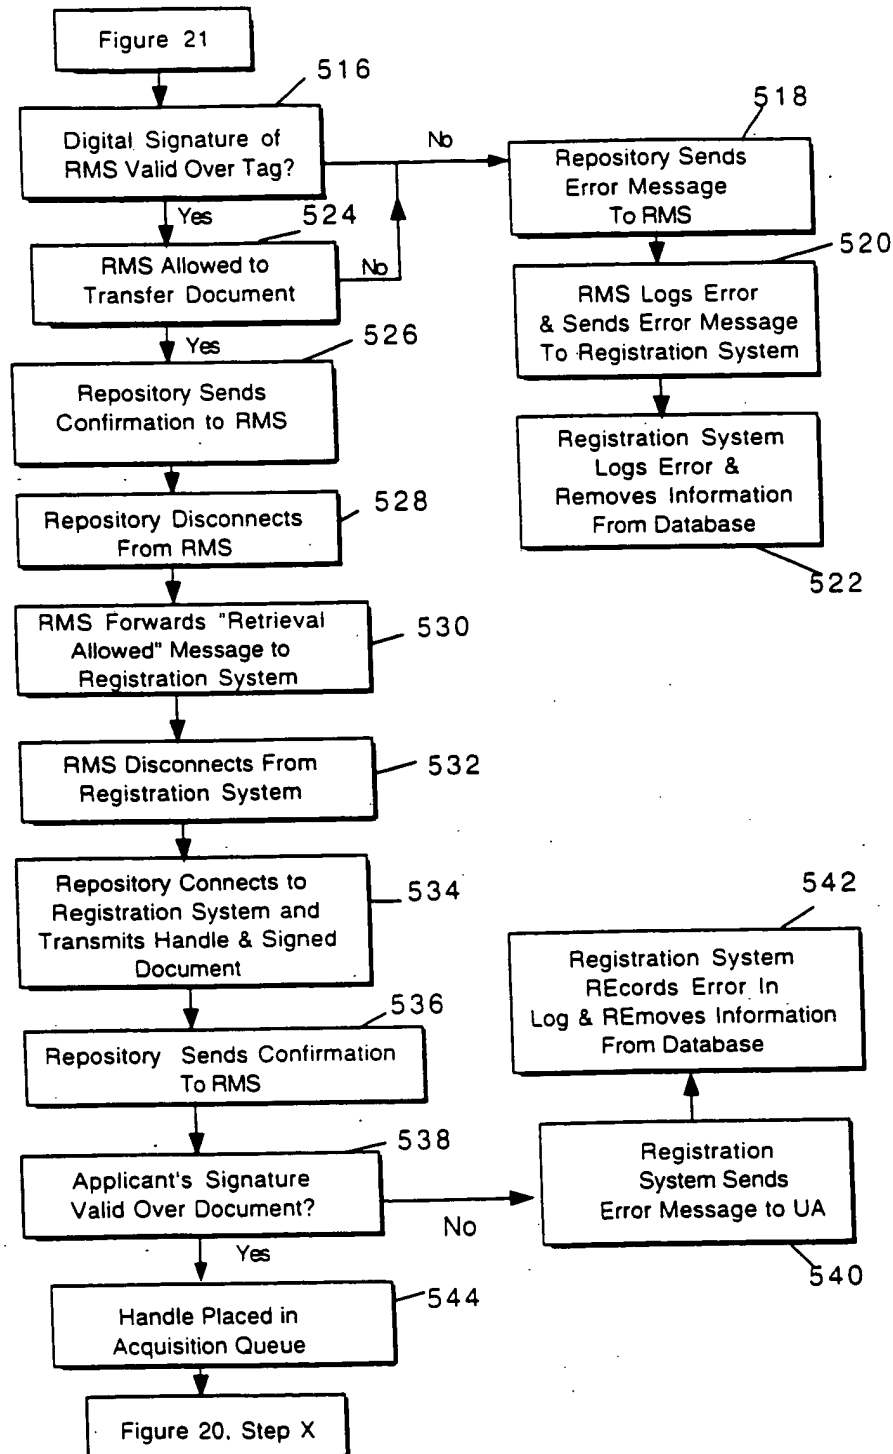 Figure 21
516
Digital Signature of
RMS Valid Over Tag?
No
518
Repository Sends
Error Message
To RMS
Yes
524
RMS Allowed to
Transfer Document
No
520
RMS Logs Error
& Sends Error Message
To Registration System
Yes
526
Repository Sends
Confirmation to RMS
Registration System
Logs Error &
Removes Information
From Database
522
Repository Disconnects
From RMS
528
RMS Forwards "Retrieval
Allowed" Message to
Registration System
530
RMS Disconnects From
Registration System
532
Repository Connects to
Registration System and
Transmits Handle & Signed
Document
534
542
Registration System
REcords Error In
Log & REmoves Information
From Database
536
Repository Sends Confirmation
To RMS
538
Applicant's Signature
Valid Over Document?
No
Registration
System Sends
Error Message to UA
540
Yes
544
Handle Placed in
Acquisition Queue
Figure 20. Step X